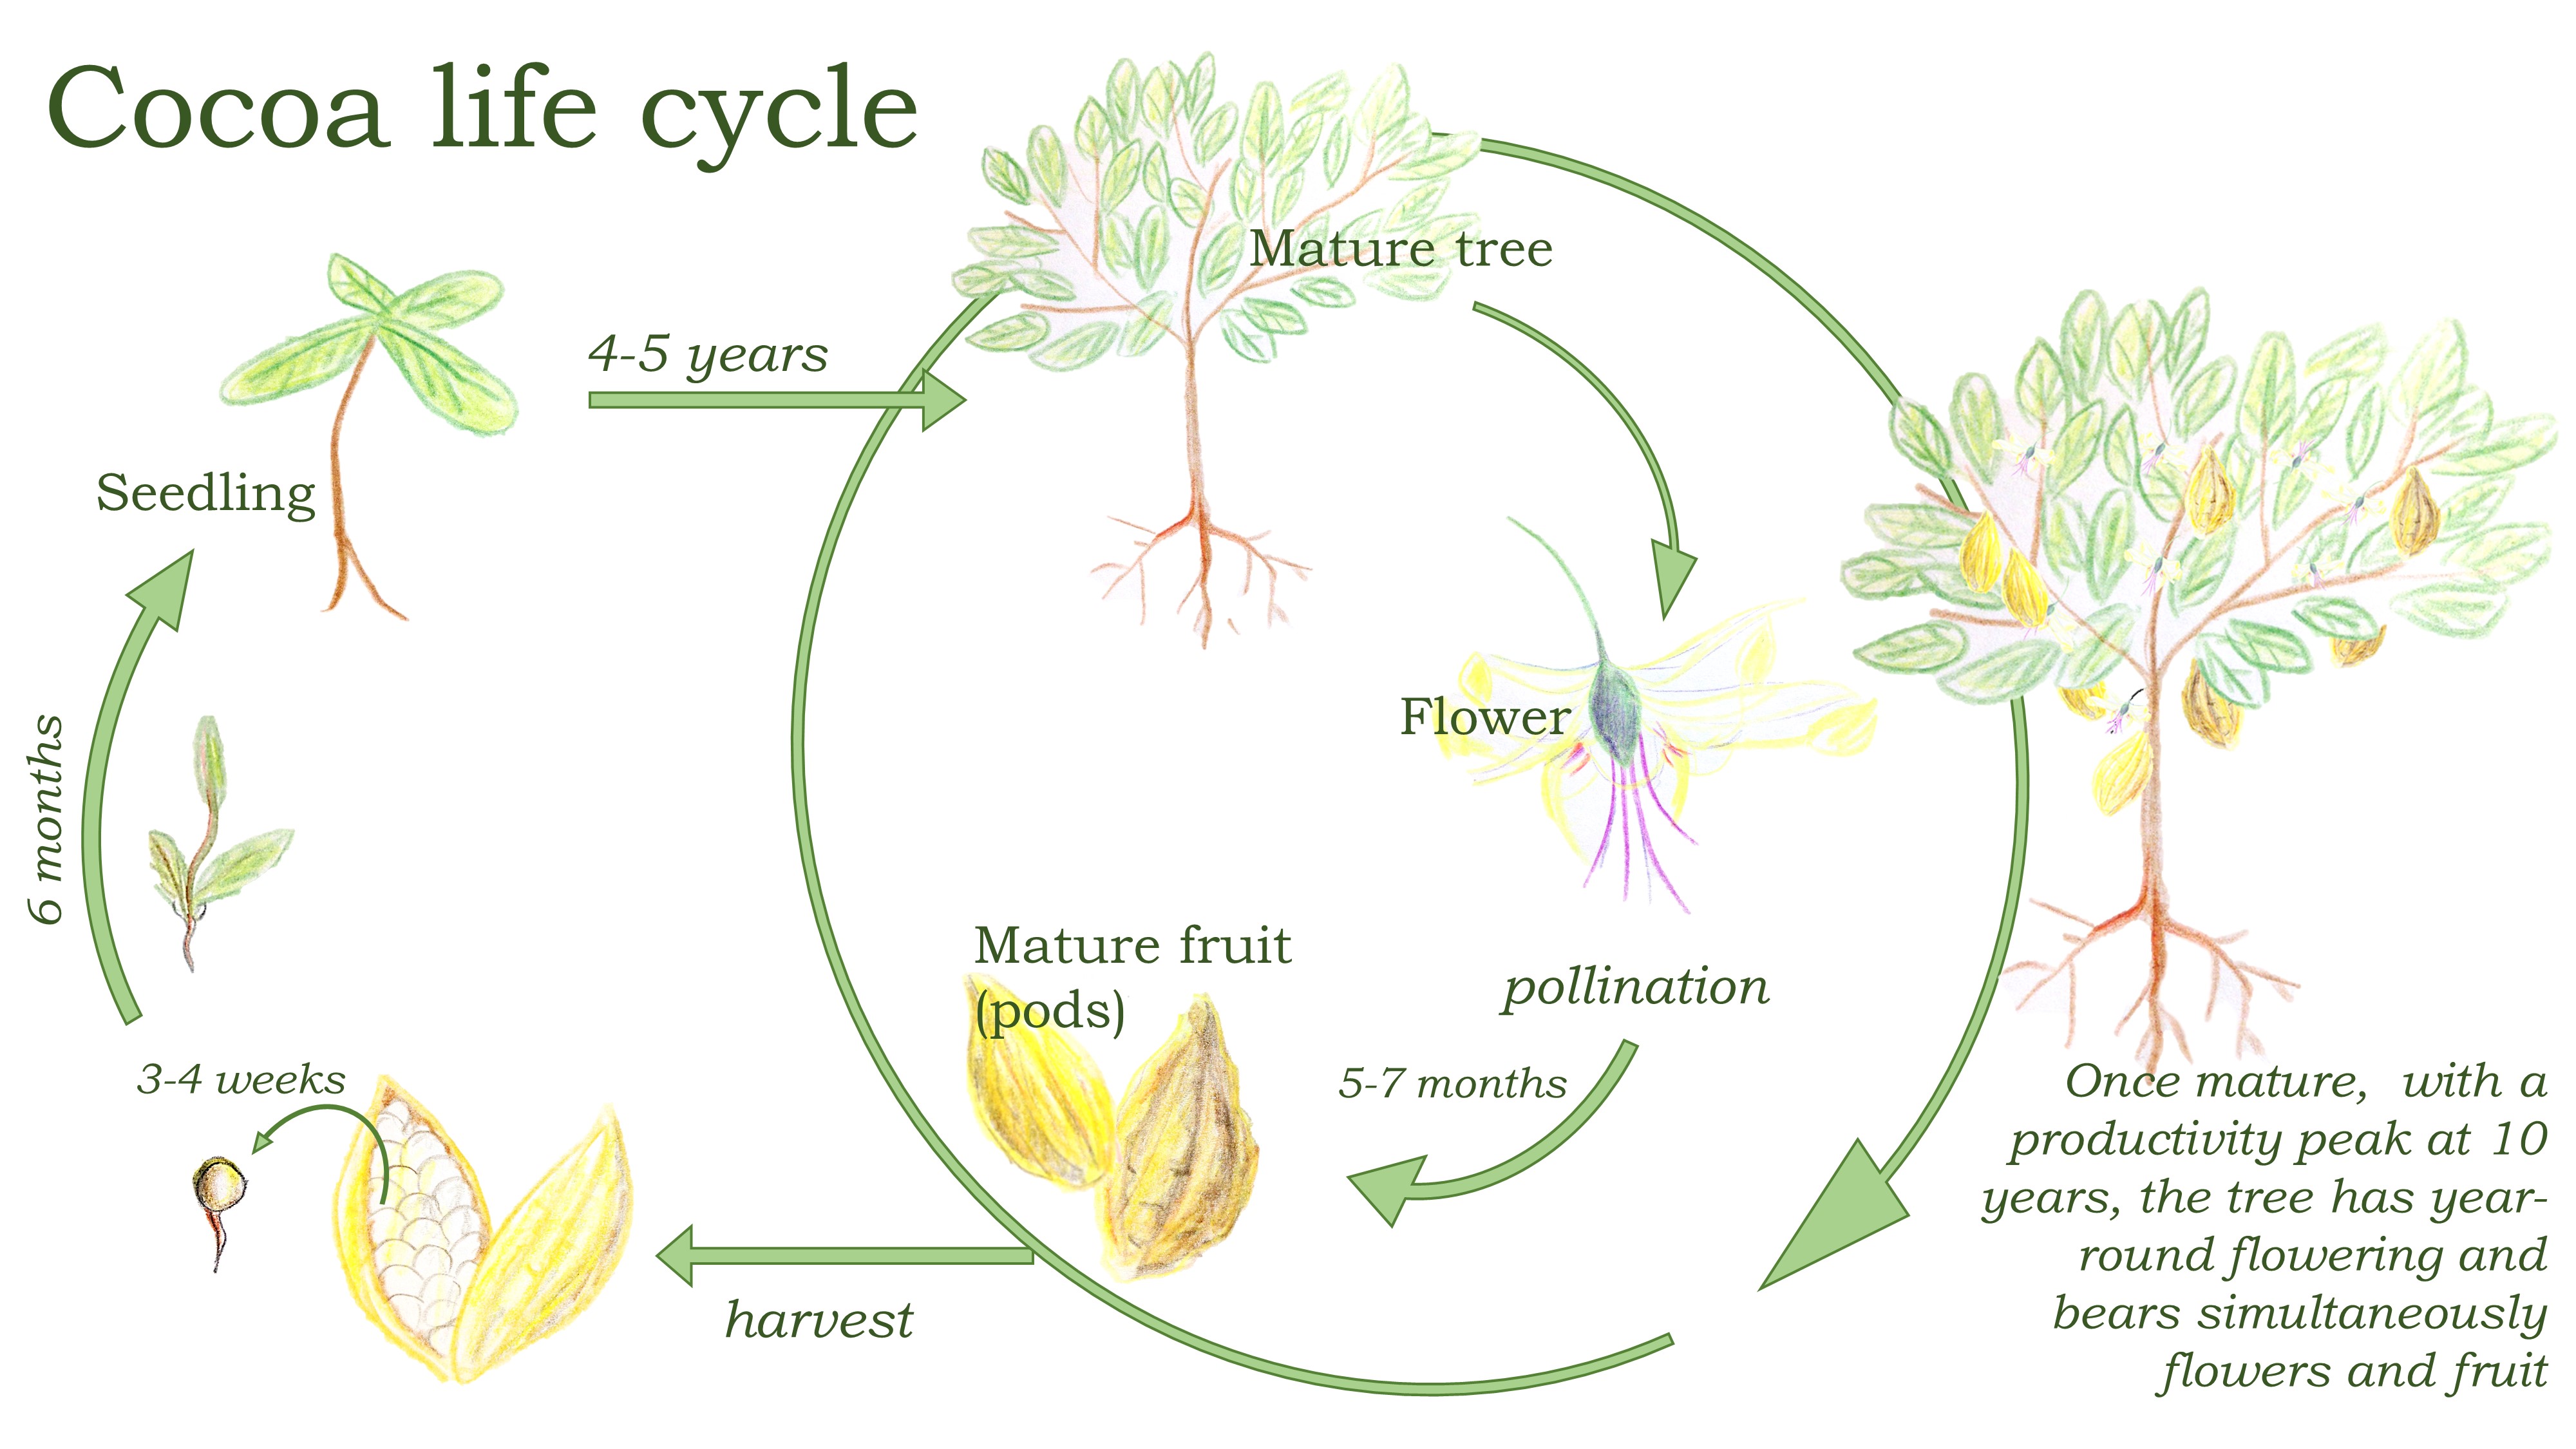 Cocoa life cycle
Mature tree
4-5 years
Seedling
6 months
Flower
Mature fruit
(pods)
pollination
5-7 months
3-4 weeks
harvest
Once mature,  with a
productivity peak at 10
years, the tree has year-
round flowering and
bears simultaneously
flowers and fruit